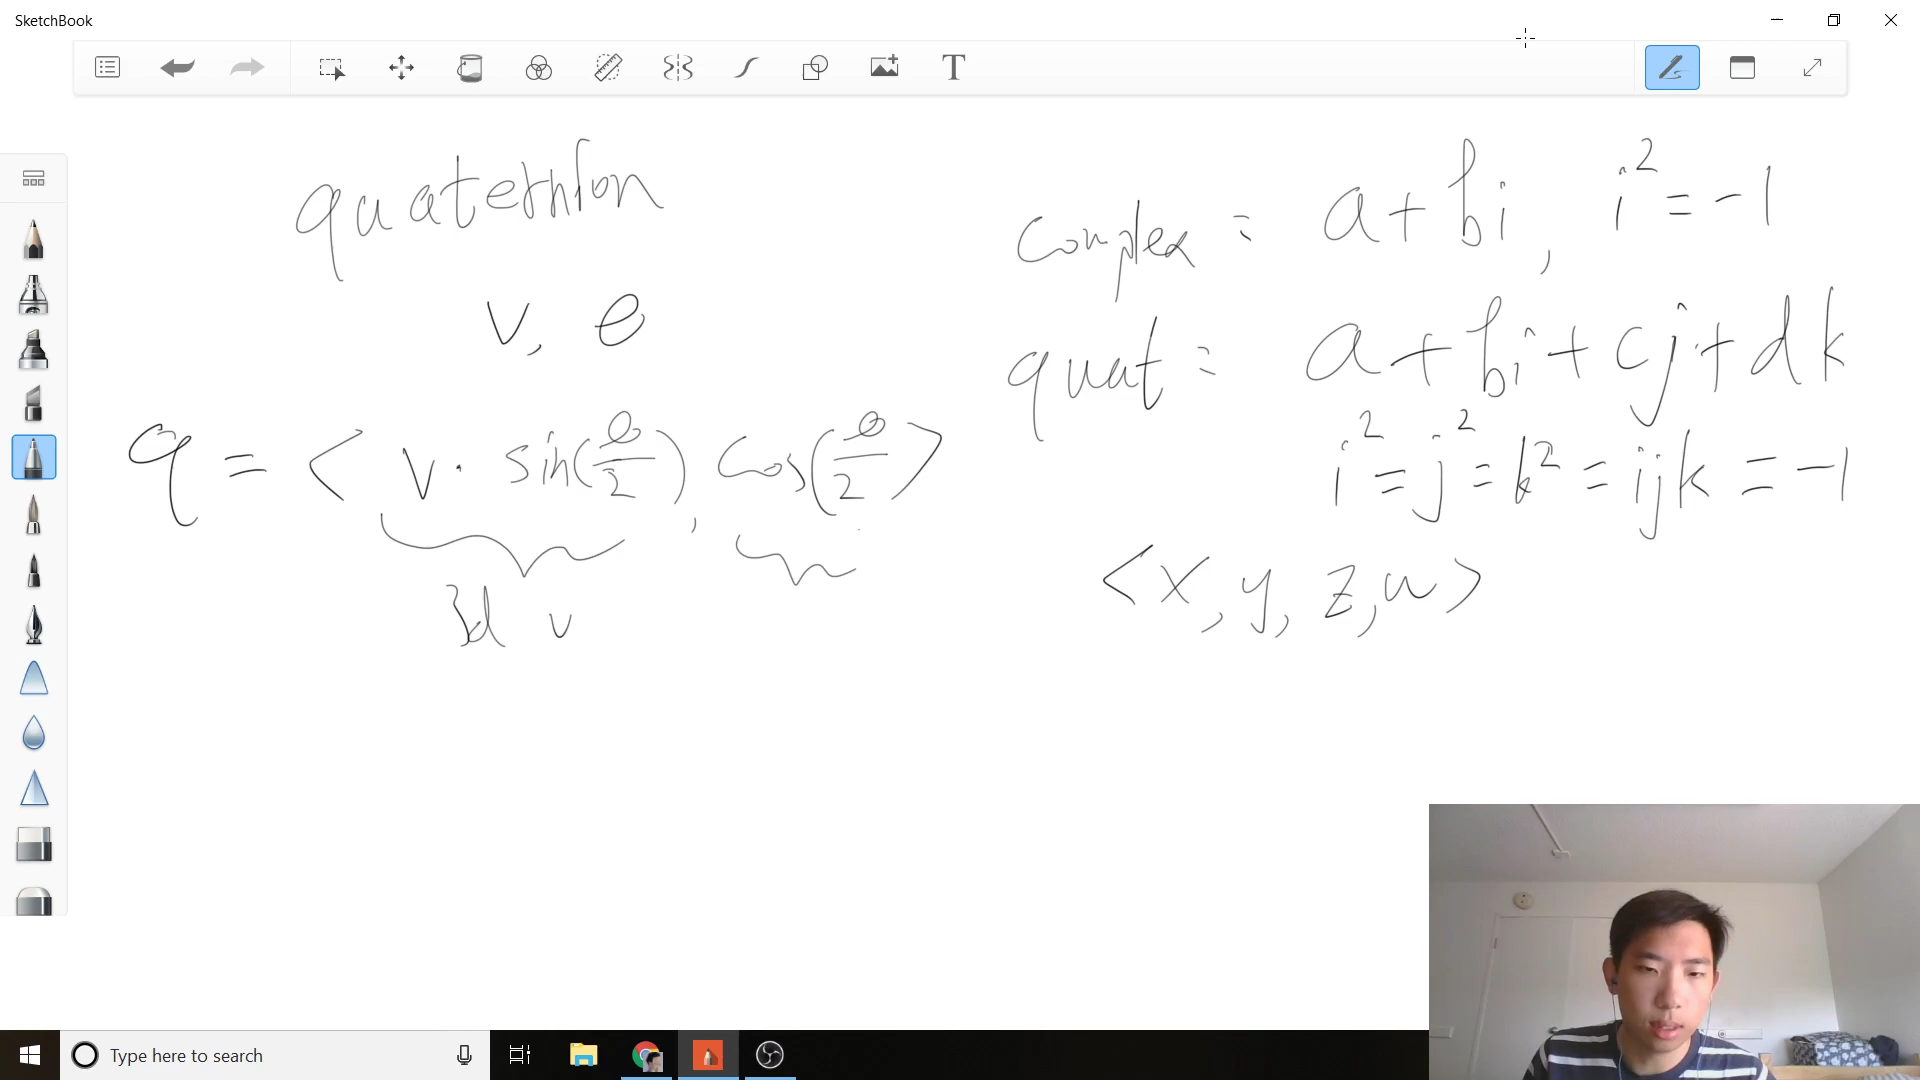 SketchBook
T
quaternion
v, θ
q = < v · sin(θ/2), cos(θ/2) >
3d v
complex : a + bi, i² = -1
quat : a + bi + cj + dk
i² = j² = k² = ijk = -1
<x, y, z, w>
Type here to search